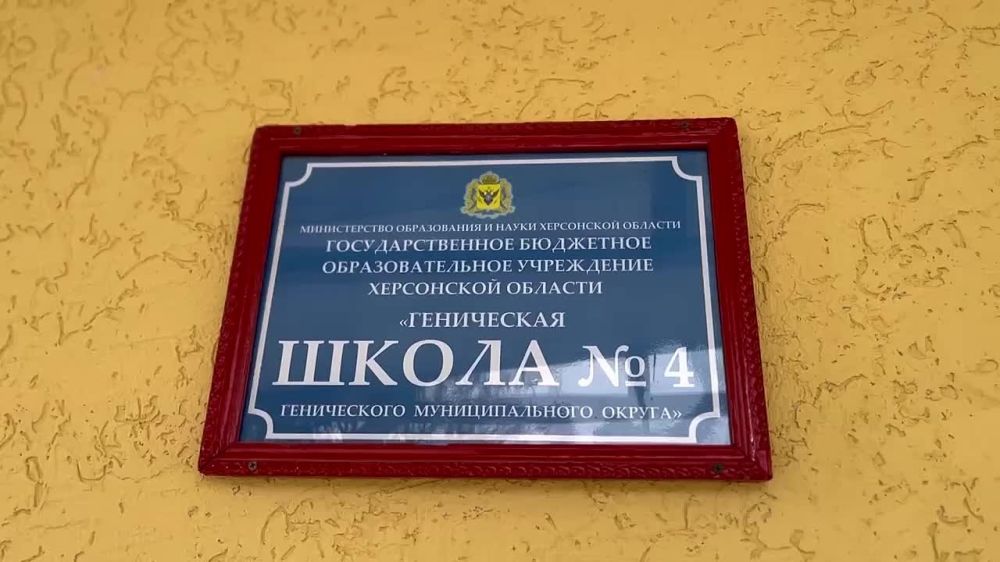 МИНИСТЕРСТВО ОБРАЗОВАНИЯ И НАУКИ ХЕРСОНСКОЙ ОБЛАСТИ
ГОСУДАРСТВЕННОЕ БЮДЖЕТНОЕ
ОБРАЗОВАТЕЛЬНОЕ УЧРЕЖДЕНИЕ
ХЕРСОНСКОЙ ОБЛАСТИ
«ГЕНИЧЕСКАЯ
ШКОЛА № 4
ГЕНИЧЕСКОГО МУНИЦИПАЛЬНОГО ОКРУГА»